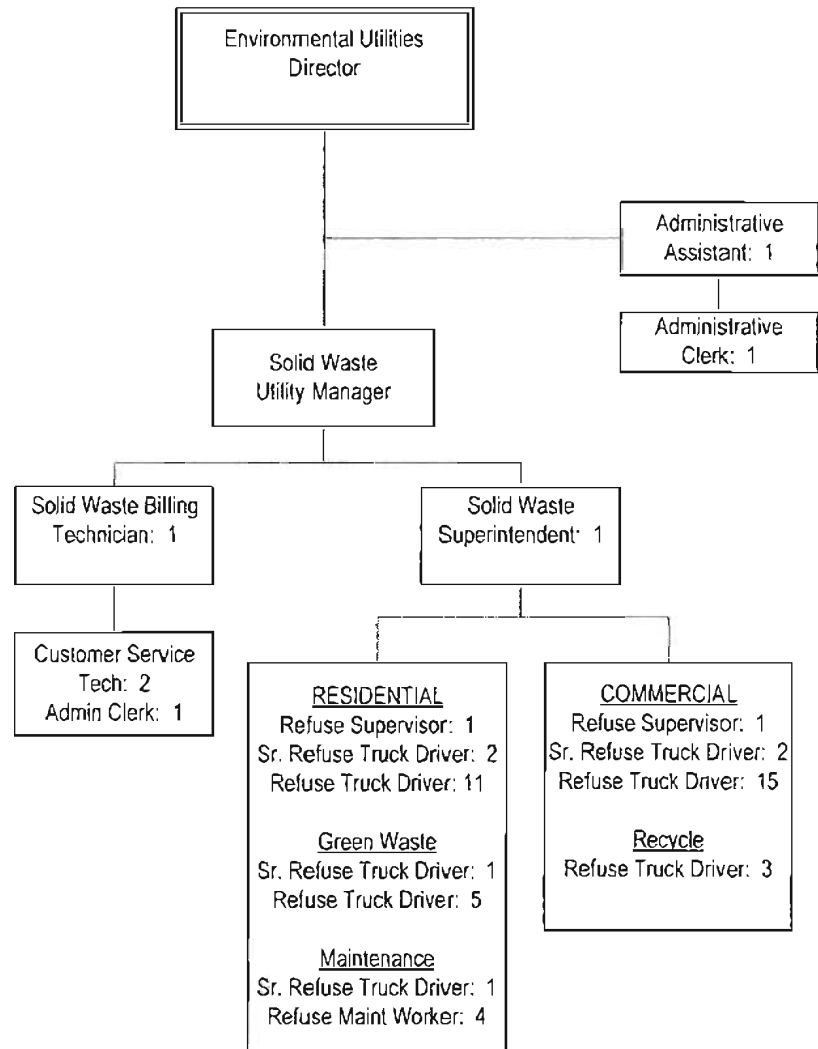 Environmental Utilities
Director
Administrative
Assistant: 1
Administrative
Clerk: 1
Solid Waste
Utility Manager
Solid Waste Billing
Technician: 1
Solid Waste
Superintendent: 1
Customer Service
Tech: 2
Admin Clerk: 1
RESIDENTIAL
Refuse Supervisor: 1
Sr. Refuse Truck Driver: 2
Refuse Truck Driver: 11
Green Waste
Sr. Refuse Truck Driver: 1
Refuse Truck Driver: 5
Maintenance
Sr. Refuse Truck Driver: 1
Refuse Maint Worker: 4
COMMERCIAL
Refuse Supervisor: 1
Sr. Refuse Truck Driver: 2
Refuse Truck Driver: 15
Recycle
Refuse Truck Driver: 3